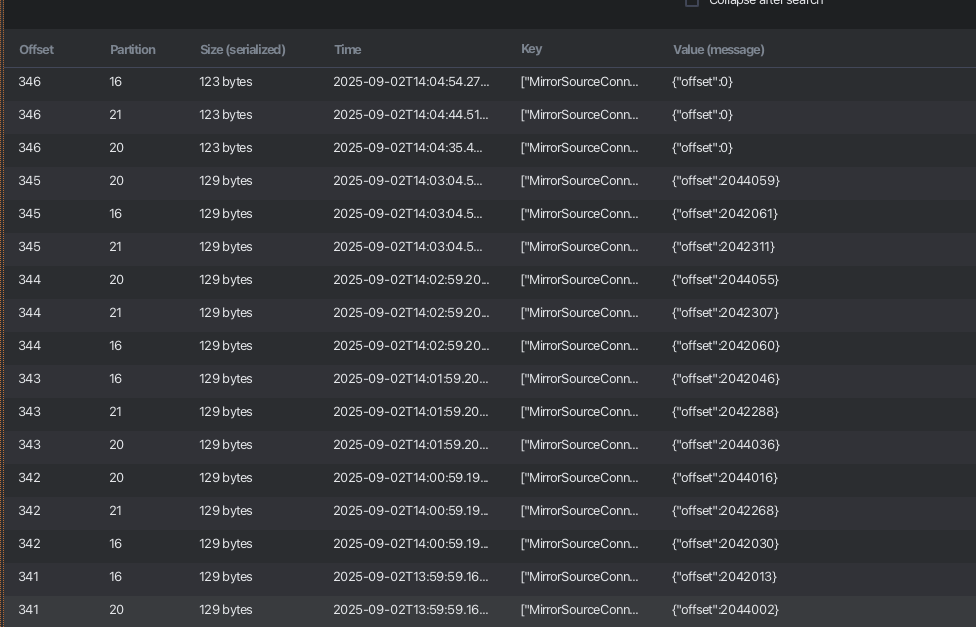 Collapse after search
Offset Partition Size (serialized) Time Key Value (message)
346 16 123 bytes 2025-09-02T14:04:54.27... ["MirrorSourceConn... {"offset":0}
346 21 123 bytes 2025-09-02T14:04:44.51... ["MirrorSourceConn... {"offset":0}
346 20 123 bytes 2025-09-02T14:04:35.4... ["MirrorSourceConn... {"offset":0}
345 20 129 bytes 2025-09-02T14:03:04.5... ["MirrorSourceConn... {"offset":2044059}
345 16 129 bytes 2025-09-02T14:03:04.5... ["MirrorSourceConn... {"offset":2042061}
345 21 129 bytes 2025-09-02T14:03:04.5... ["MirrorSourceConn... {"offset":2042311}
344 20 129 bytes 2025-09-02T14:02:59.20... ["MirrorSourceConn... {"offset":2044055}
344 21 129 bytes 2025-09-02T14:02:59.20... ["MirrorSourceConn... {"offset":2042307}
344 16 129 bytes 2025-09-02T14:02:59.20... ["MirrorSourceConn... {"offset":2042060}
343 16 129 bytes 2025-09-02T14:01:59.20... ["MirrorSourceConn... {"offset":2042046}
343 21 129 bytes 2025-09-02T14:01:59.20... ["MirrorSourceConn... {"offset":2042288}
343 20 129 bytes 2025-09-02T14:01:59.20... ["MirrorSourceConn... {"offset":2044036}
342 20 129 bytes 2025-09-02T14:00:59.19... ["MirrorSourceConn... {"offset":2044016}
342 21 129 bytes 2025-09-02T14:00:59.19... ["MirrorSourceConn... {"offset":2042268}
342 16 129 bytes 2025-09-02T14:00:59.19... ["MirrorSourceConn... {"offset":2042030}
341 16 129 bytes 2025-09-02T13:59:59.16... ["MirrorSourceConn... {"offset":2042013}
341 20 129 bytes 2025-09-02T13:59:59.16... ["MirrorSourceConn... {"offset":2044002}